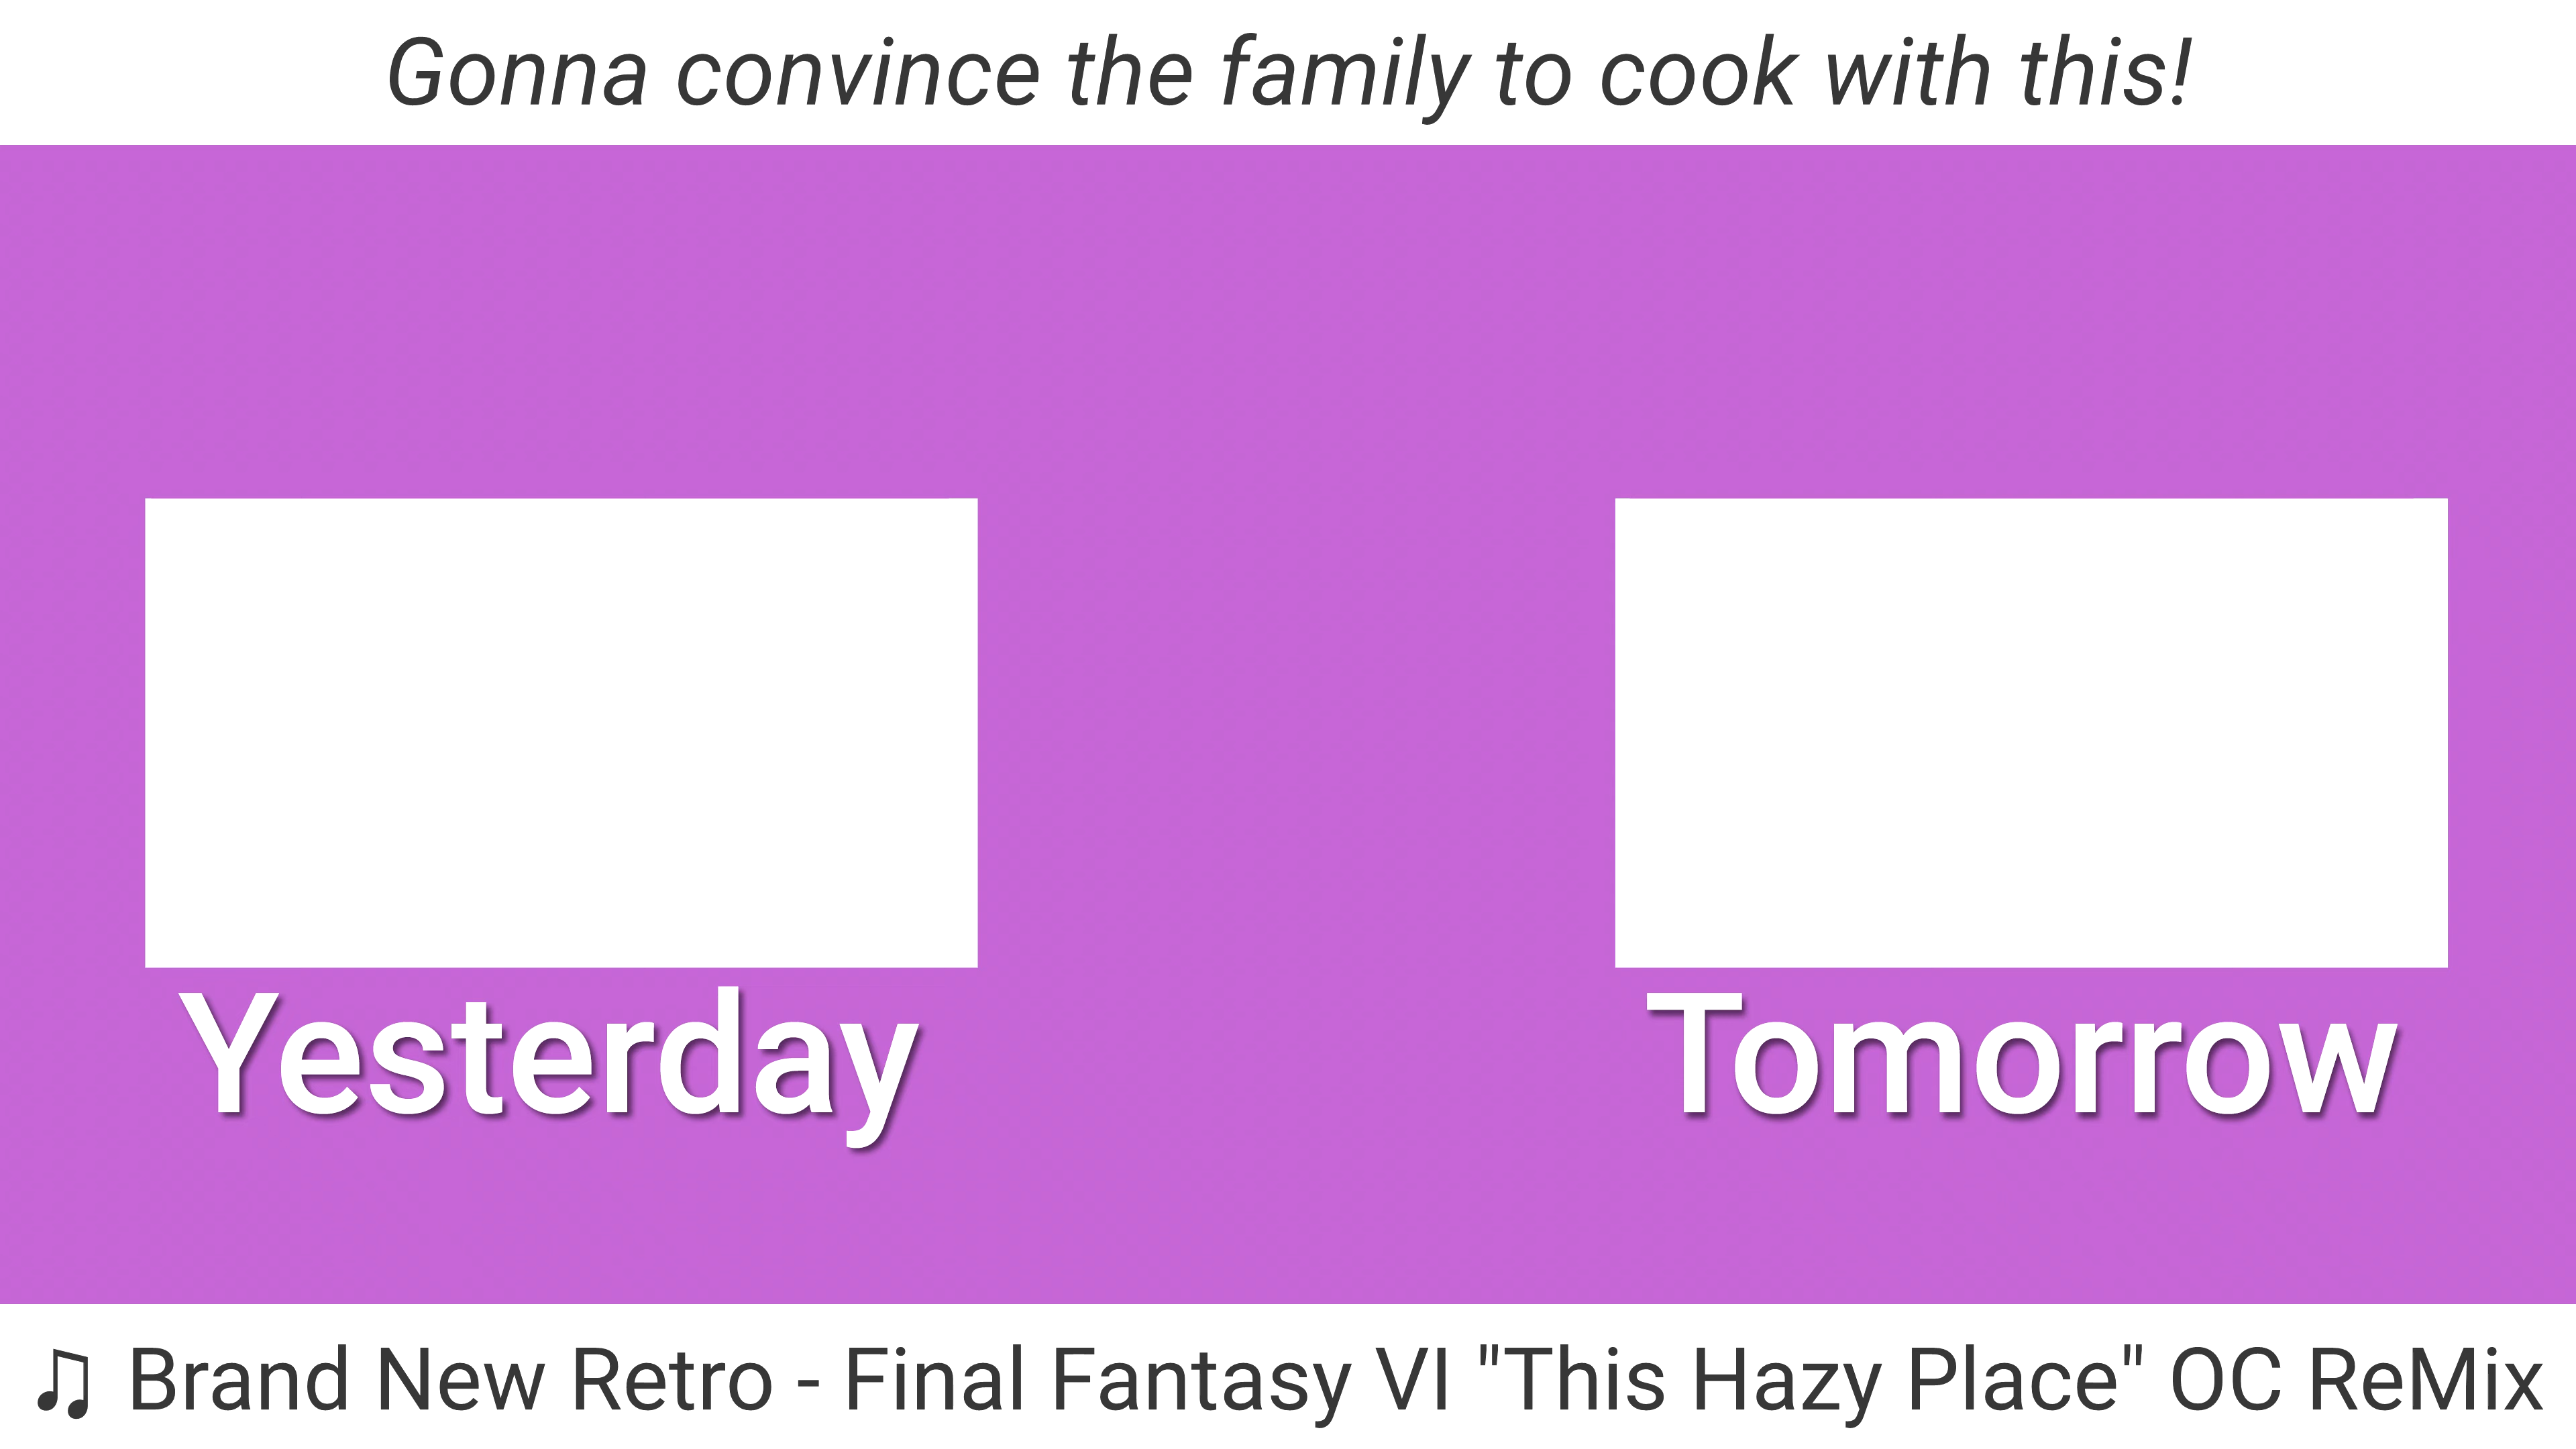 Gonna convince the family to cook with this!
Yesterday
Tomorrow
♫ Brand New Retro - Final Fantasy VI "This Hazy Place" OC ReMix